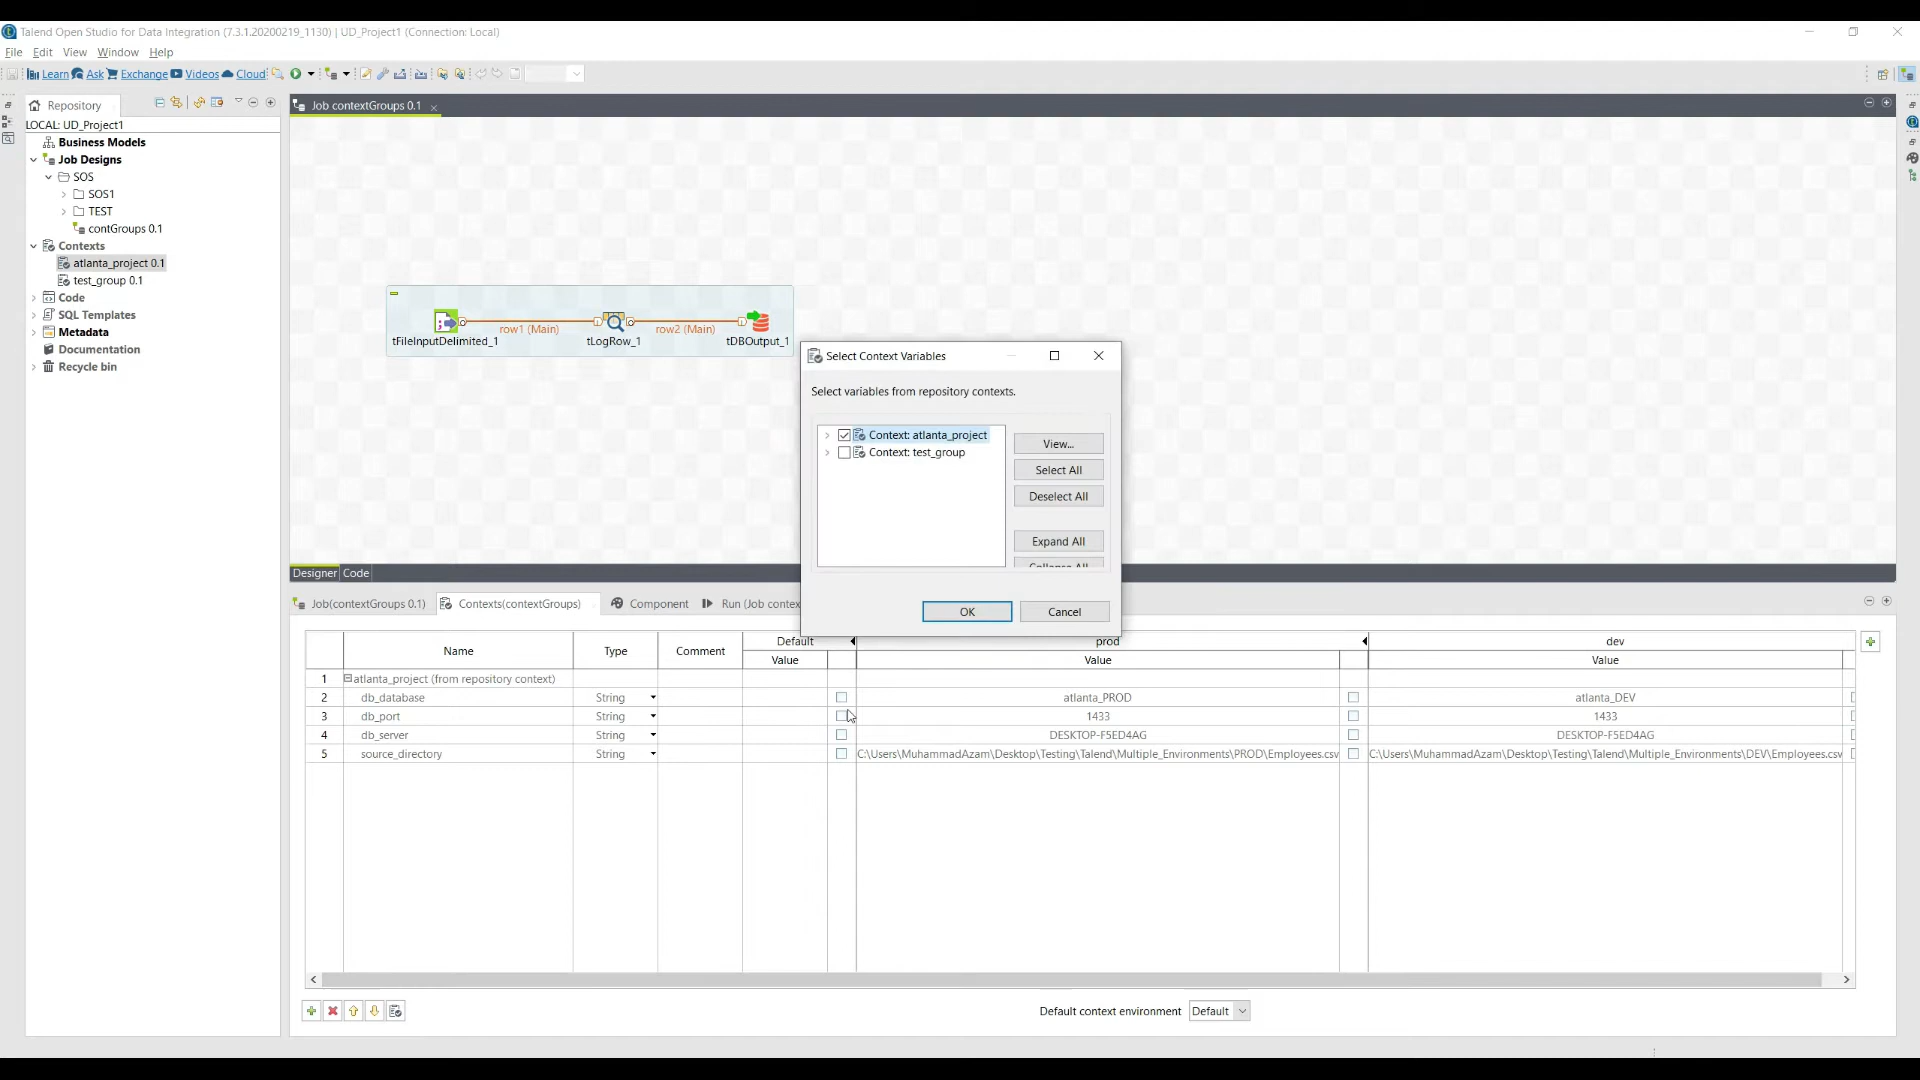 Talend Open Studio for Data Integration (7.3.1.20200219_1130) | UD_Project1 (Connection: Local)
File Edit View Window Help
Learn Ask Exchange Videos Cloud
Repository
LOCAL: UD_Project1
Business Models
Job Designs
SOS
SOS1
TEST
contGroups 0.1
Contexts
atlanta_project 0.1
test_group 0.1
Code
SQL Templates
Metadata
Documentation
Recycle bin
Job contextGroups 0.1
row1 (Main)
row2 (Main)
tFileInputDelimited_1
tLogRow_1
tDBOutput_1
Select Context Variables
Select variables from repository contexts.
Context: atlanta_project
Context: test_group
View...
Select All
Deselect All
Expand All
Collapse All
OK
Cancel
Designer Code
Job(contextGroups 0.1) Contexts(contextGroups) Component Run (Job contex
Name Type Comment Default prod dev
Value Value Value
1 atlanta_project (from repository context)
2 db_database String atlanta_PROD atlanta_DEV
3 db_port String 1433 1433
4 db_server String DESKTOP-F5ED4AG DESKTOP-F5ED4AG
5 source_directory String C:\Users\MuhammadAzam\Desktop\Testing\Talend\Multiple_Environments\PROD\Employees.csv C:\Users\MuhammadAzam\Desktop\Testing\Talend\Multiple_Environments\DEV\Employees.csv
Default context environment Default